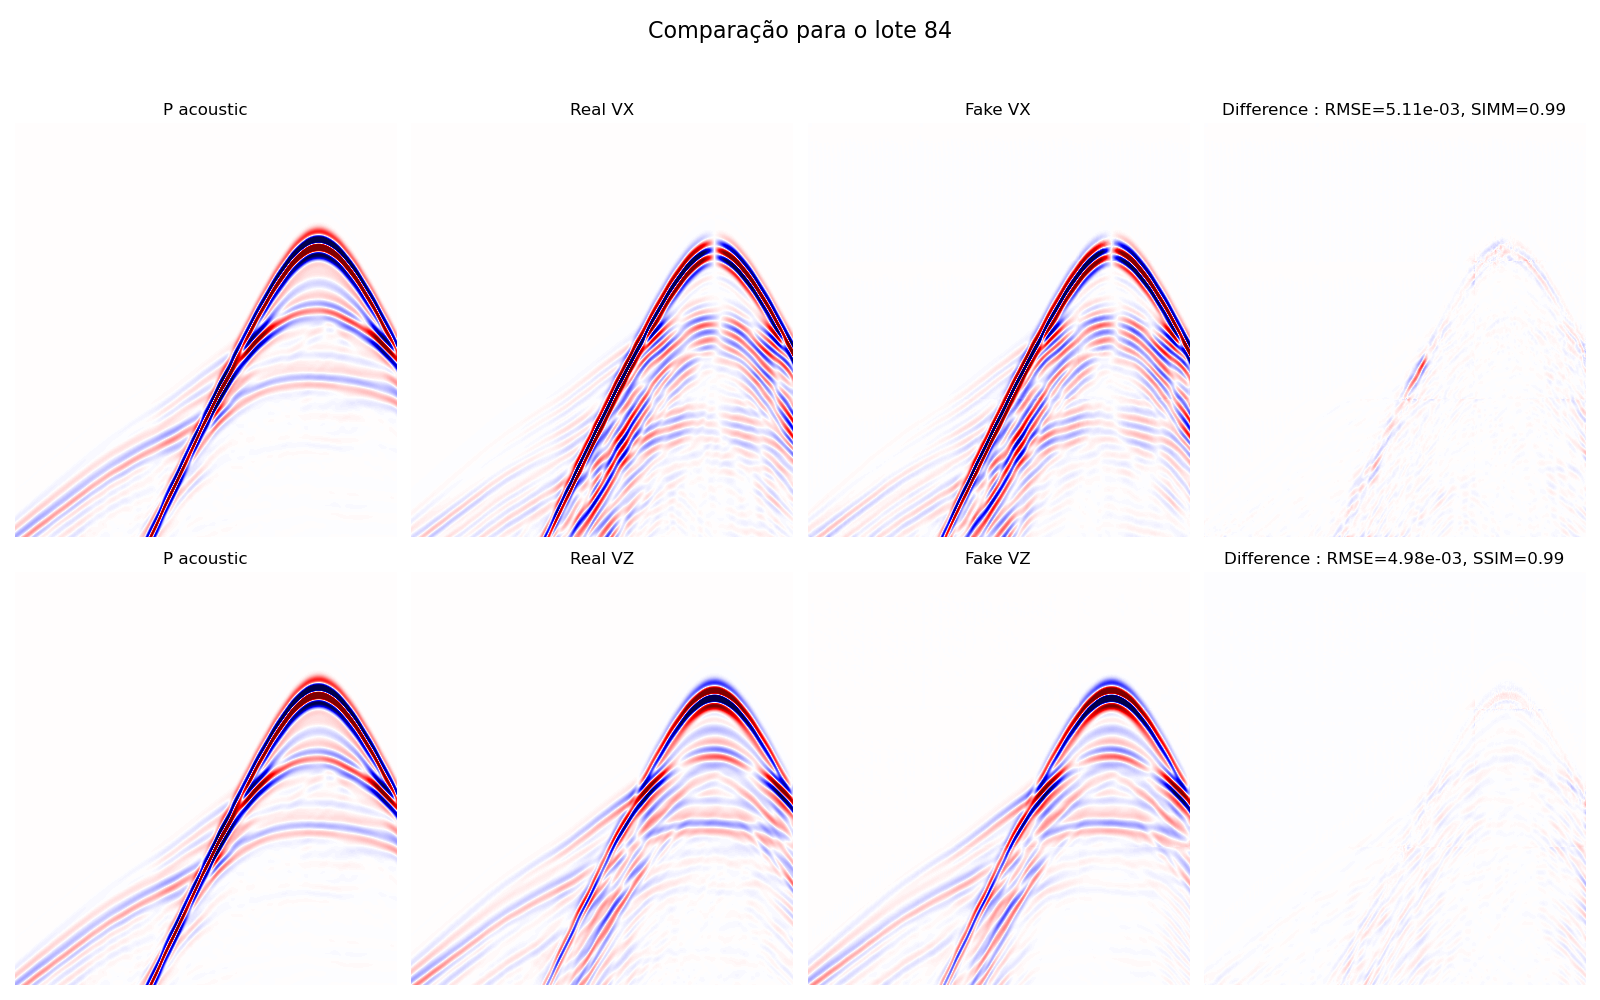 Comparação para o lote 84
P acoustic
Real VX
Fake VX
Difference : RMSE=5.11e-03, SIMM=0.99
P acoustic
Real VZ
Fake VZ
Difference : RMSE=4.98e-03, SSIM=0.99